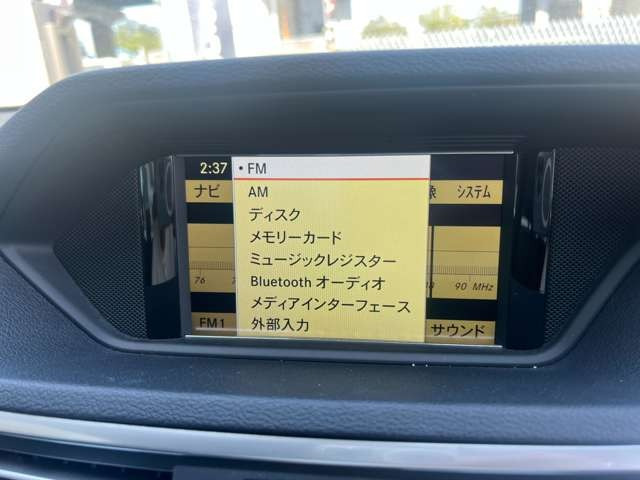 2:37
• FM
ナビ
AM
象 システム
ディスク
メモリーカード
ミュージックレジスター
76
90 MHz
Bluetooth オーディオ
メディアインターフェース
FM1
外部入力
サウンド